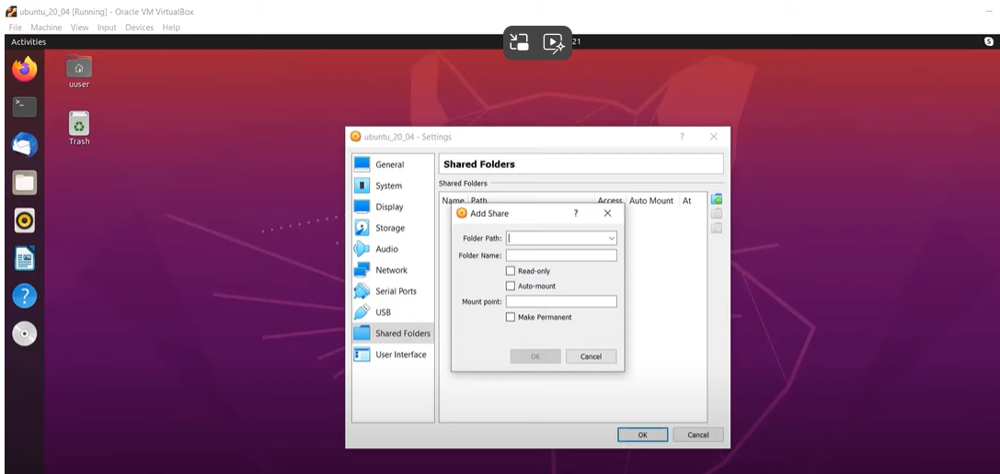 ubuntu_20_04 [Running] - Oracle VM VirtualBox
File Machine View Input Devices Help
Activities
21
uuser
Trash
ubuntu_20_04 - Settings
?
General
System
Display
Storage
Audio
Network
Serial Ports
USB
Shared Folders
User Interface
Shared Folders
Shared Folders
Name Path Access Auto Mount At
Add Share
?
Folder Path:
Folder Name:
Read-only
Auto-mount
Mount point:
Make Permanent
OK Cancel
OK Cancel